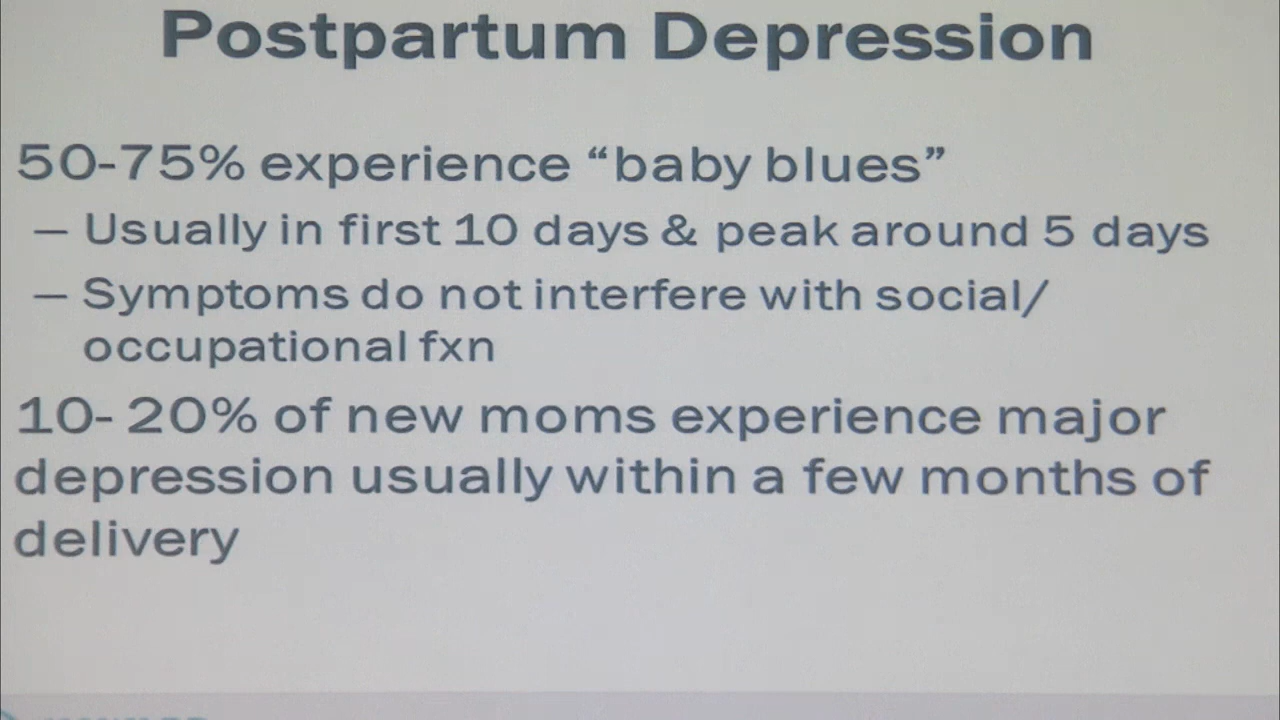 Postpartum Depression
50-75% experience “baby blues”
— Usually in first 10 days & peak around 5 days
— Symptoms do not interfere with social/
occupational fxn
10- 20% of new moms experience major
depression usually within a few months of
delivery